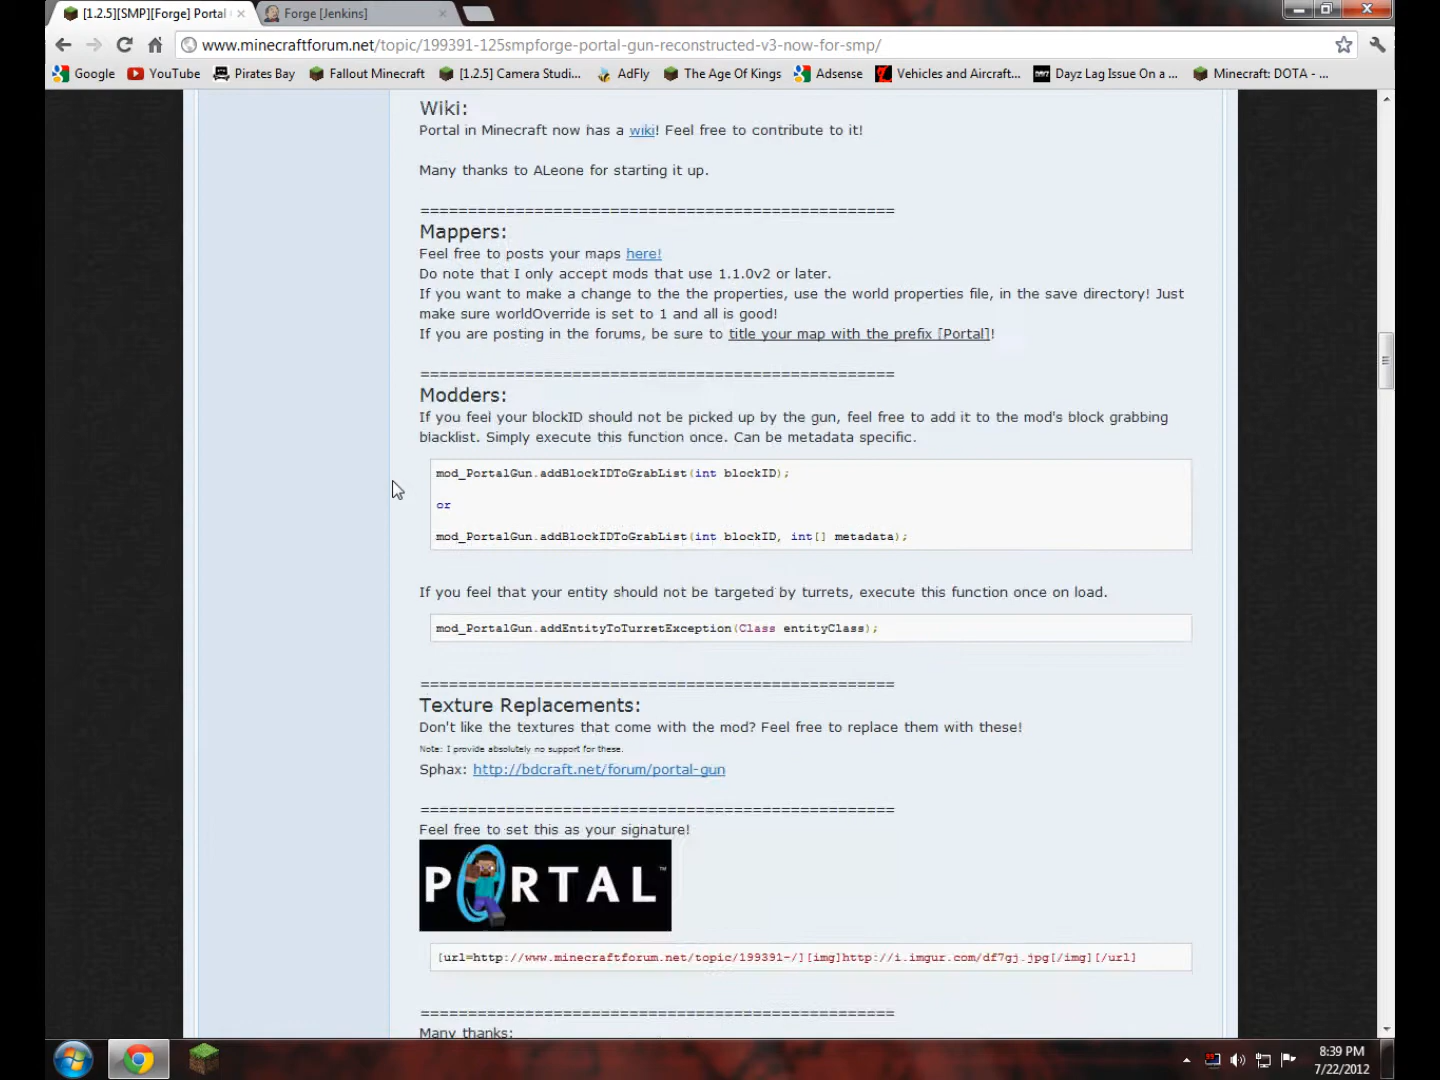 [1.2.5][SMP][Forge] Portal
Forge [Jenkins]
www.minecraftforum.net/topic/199391-125smpforge-portal-gun-reconstructed-v3-now-for-smp/
Google
YouTube
Pirates Bay
Fallout Minecraft
[1.2.5] Camera Studi...
AdFly
The Age Of Kings
Adsense
Vehicles and Aircraft...
Dayz Lag Issue On a ...
Minecraft: DOTA - ...
Wiki:
Portal in Minecraft now has a wiki! Feel free to contribute to it!
Many thanks to ALeone for starting it up.
==================================================
Mappers:
Feel free to posts your maps here!
Do note that I only accept mods that use 1.1.0v2 or later.
If you want to make a change to the the properties, use the world properties file, in the save directory! Just
make sure worldOverride is set to 1 and all is good!
If you are posting in the forums, be sure to title your map with the prefix [Portal]!
==================================================
Modders:
If you feel your blockID should not be picked up by the gun, feel free to add it to the mod's block grabbing
blacklist. Simply execute this function once. Can be metadata specific.
mod_PortalGun.addBlockIDToGrabList(int blockID);
or
mod_PortalGun.addBlockIDToGrabList(int blockID, int[] metadata);
If you feel that your entity should not be targeted by turrets, execute this function once on load.
mod_PortalGun.addEntityToTurretException(Class entityClass);
==================================================
Texture Replacements:
Don't like the textures that come with the mod? Feel free to replace them with these!
Note: I provide absolutely no support for these.
Sphax: http://bdcraft.net/forum/portal-gun
==================================================
Feel free to set this as your signature!
PORTAL™
[url=http://www.minecraftforum.net/topic/199391-/][img]http://i.imgur.com/df7gj.jpg[/img][/url]
==================================================
Many thanks:
8:39 PM
7/22/2012